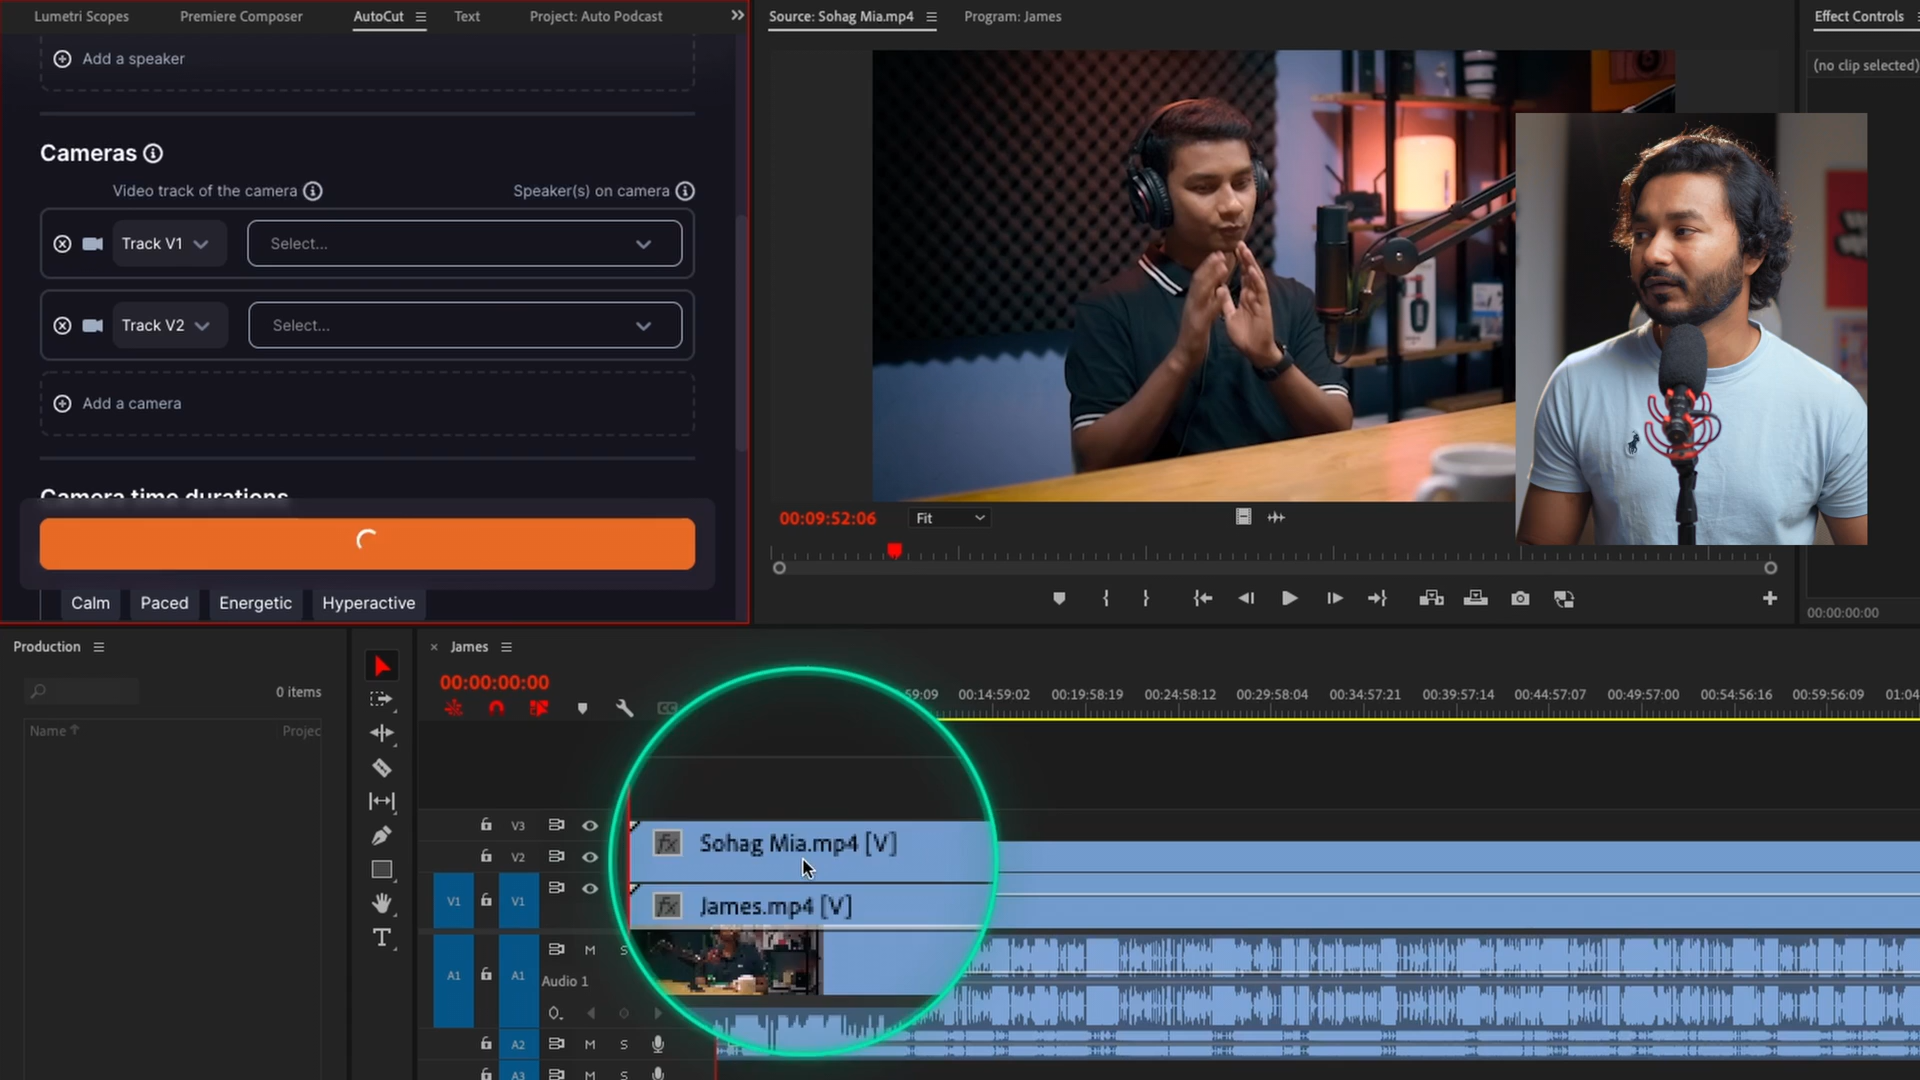 Lumetri Scopes
Premiere Composer
AutoCut
Text
Project: Auto Podcast
Source: Sohag Mia.mp4
Program: James
Effect Controls
(no clip selected)
Add a speaker
Cameras
Video track of the camera
Speaker(s) on camera
Track V1
Select...
Track V2
Select...
Add a camera
Camera time durations
Calm
Paced
Energetic
Hyperactive
00:09:52:06
Fit
00:00:00:00
Production
0 items
Name
Projec
James
00:00:00:00
CC
59:09
00:14:59:02
00:19:58:19
00:24:58:12
00:29:58:04
00:34:57:21
00:39:57:14
00:44:57:07
00:49:57:00
00:54:56:16
00:59:56:09
01:04
V3
V2
V1
V1
fx Sohag Mia.mp4 [V]
fx James.mp4 [V]
A1
A1
M
S
Audio 1
A2
M
S
A3
M
S